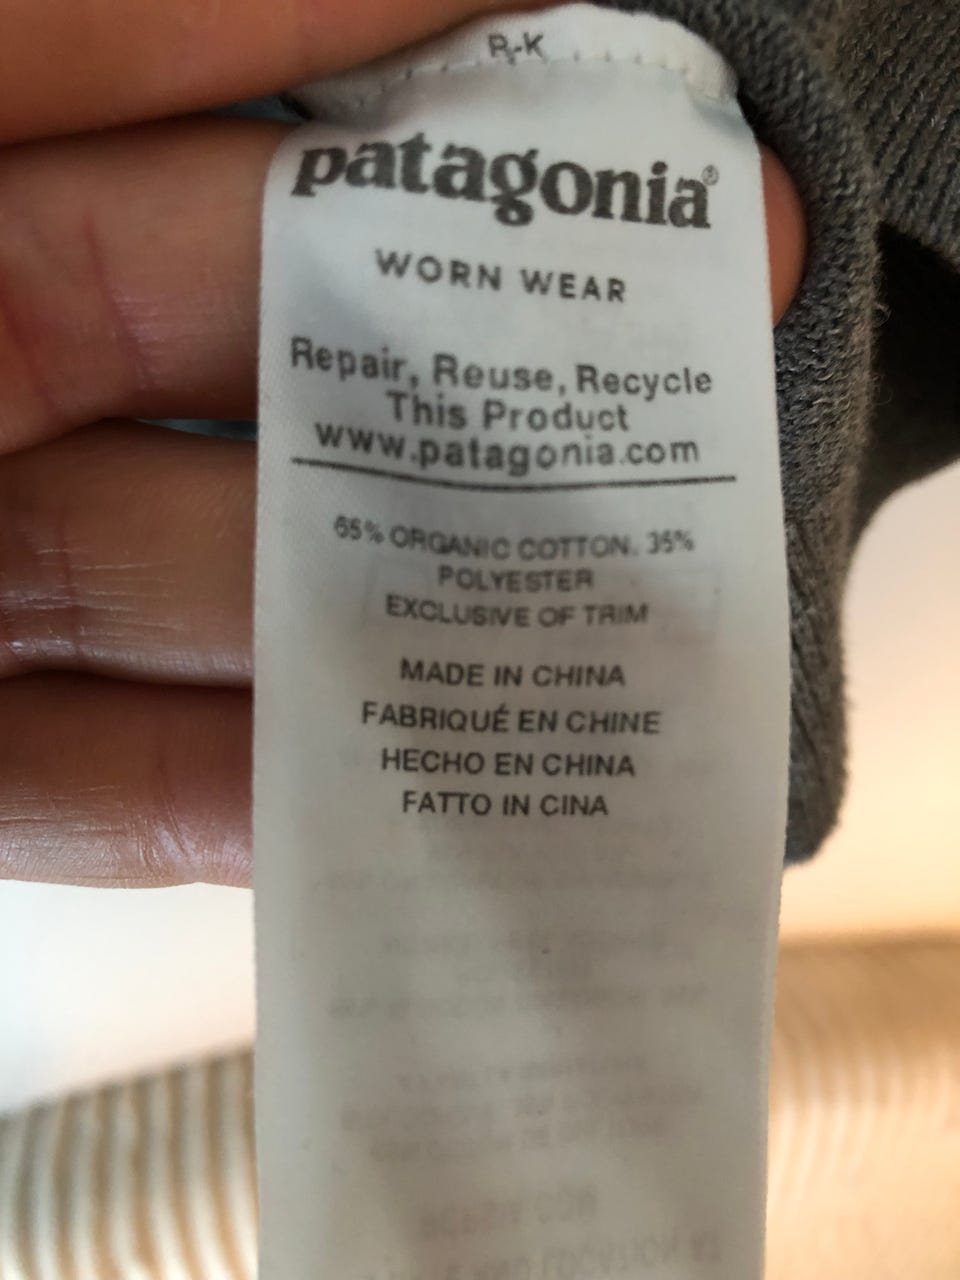 R-K
patagonia®
WORN WEAR
Repair, Reuse, Recycle
This Product
www.patagonia.com
65% ORGANIC COTTON, 35%
POLYESTER
EXCLUSIVE OF TRIM
MADE IN CHINA
FABRIQUÉ EN CHINE
HECHO EN CHINA
FATTO IN CINA